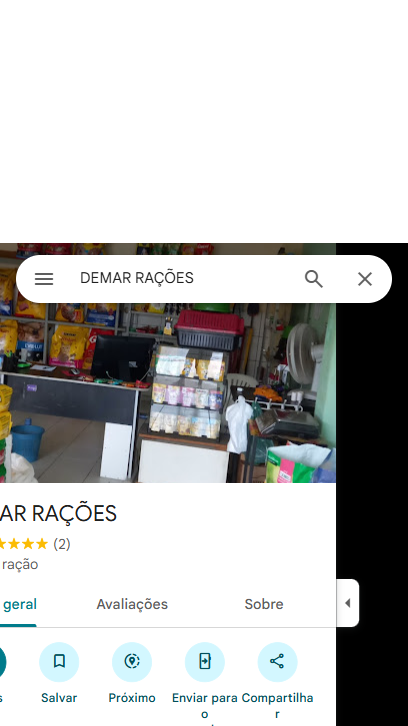 DEMAR RAÇÕES
AR RAÇÕES
(2)
ração
geral
Avaliações
Sobre
s
Salvar
Próximo
Enviar para o
Compartilhar